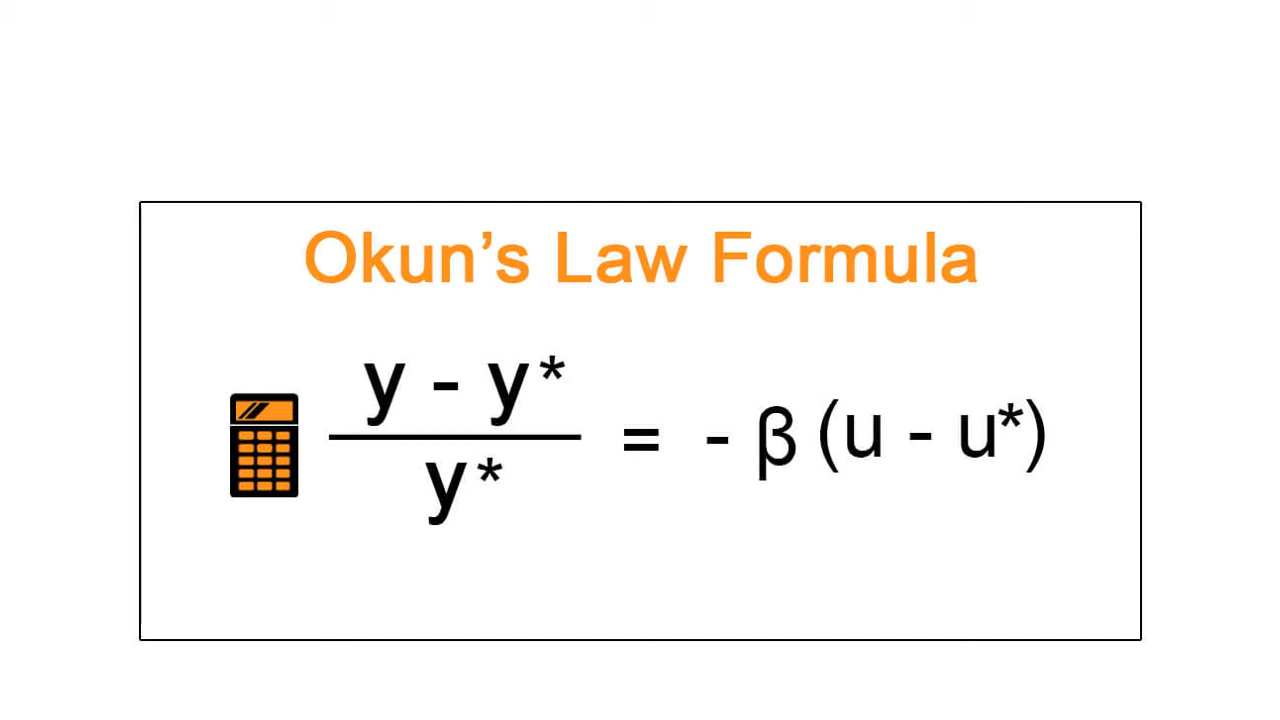 Okun’s Law Formula
y - y*
y*
= - β (u - u*)